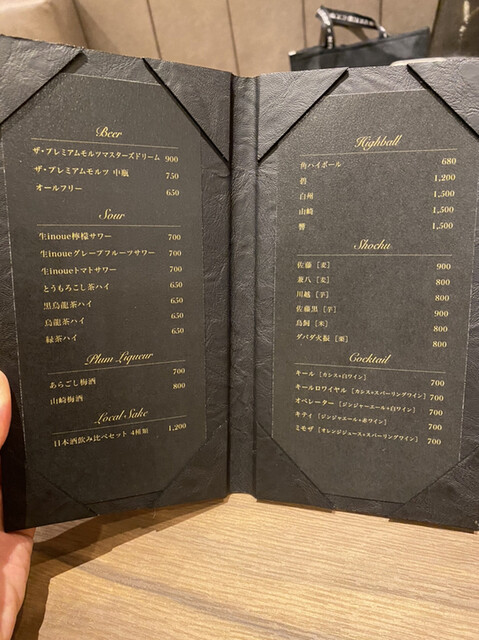 Beer
ザ・プレミアムモルツマスターズドリーム 900
ザ・プレミアムモルツ 中瓶 750
オールフリー 650
Sour
生inoue檸檬サワー 700
生inoueグレープフルーツサワー 700
生inoueトマトサワー 700
とうもろこし茶ハイ 650
黒烏龍茶ハイ 650
烏龍茶ハイ 650
緑茶ハイ 650
Plum Liqueur
あらごし梅酒 700
山崎梅酒 800
Local Sake
日本酒飲み比べセット 4種類 1,200
Highball
角ハイボール 680
碧 1,200
白州 1,500
山崎 1,500
響 1,500
Shochu
佐藤 [麦] 900
兼八 [麦] 800
川越 [芋] 800
佐藤黒 [芋] 900
鳥飼 [米] 800
ダバダ火振 [栗] 800
Cocktail
キール [カシス+白ワイン] 700
キールロワイヤル [カシス+スパーリングワイン] 700
オペレーター [ジンジャーエール+白ワイン] 700
キティ [ジンジャエール+赤ワイン] 700
ミモザ [オレンジジュース+スパーリングワイン] 700